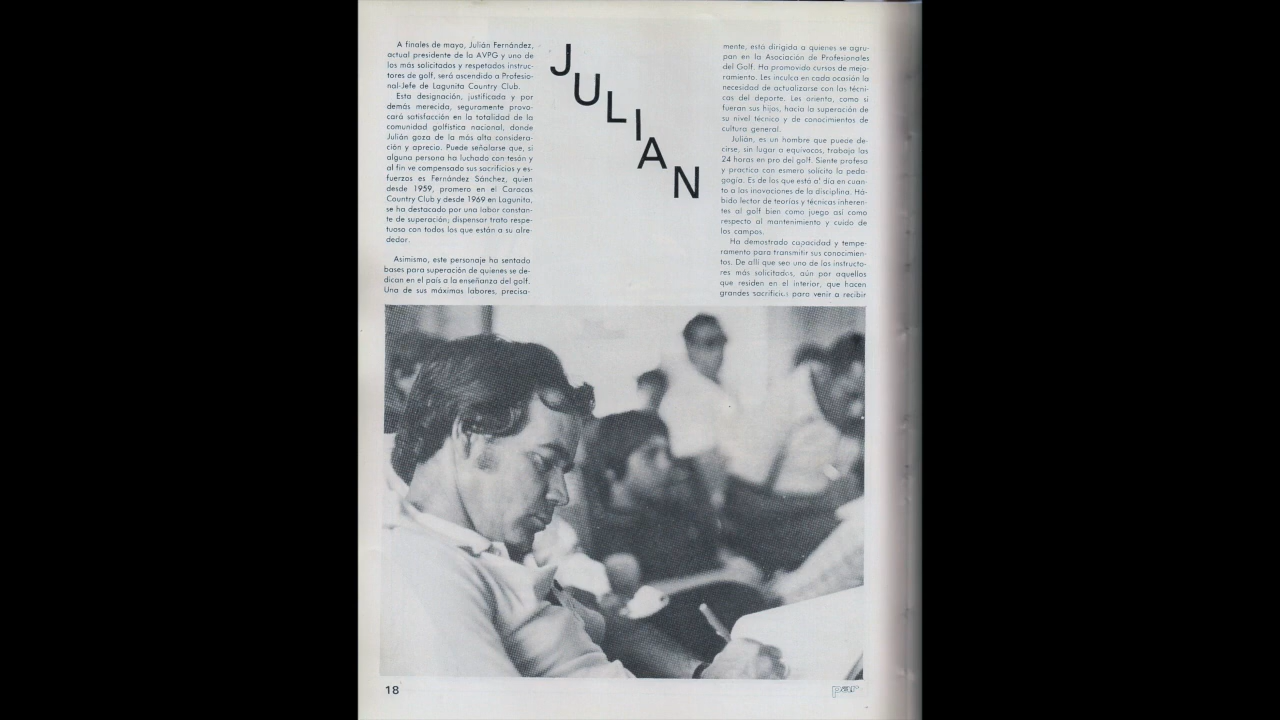 A finales de mayo, Julián Fernández,
actual presidente de la AVPG y uno de
los más solicitados y respetados instruc-
tores de golf, será ascendido a Profesio-
nal-Jefe de Lagunita Country Club.
Esta designación, justificada y por
demás merecida, seguramente provo-
cará satisfacción en la totalidad de la
comunidad golfística nacional, donde
Julián goza de la más alta considera-
ción y aprecio. Puede señalarse que, si
alguna persona ha luchado con tesón y
al fin ve compensado sus sacrificios y es-
fuerzos es Fernández Sánchez, quien
desde 1959, promero en el Caracas
Country Club y desde 1969 en Lagunita,
se ha destacado por una labor constan-
te de superación; dispensar trato respe-
tuoso con todos los que están a su alre-
dedor.
Asimismo, este personaje ha sentado
bases para superación de quienes se de-
dican en el país a la enseñanza del golf.
Una de sus máximas labores, precisa-
JULIAN
mente, está dirigida a quienes se agru-
pan en la Asociación de Profesionales
del Golf. Ha promovido cursos de mejo-
ramiento. Les inculca en cada ocasión la
necesidad de actualizarse con las técni-
cas del deporte. Les orienta, como si
fueran sus hijos, hacia la superación de
su nivel técnico y de conocimientos de
cultura general.
Julián, es un hombre que puede de-
cirse, sin lugar a equívocos, trabaja las
24 horas en pro del golf. Siente profesa
y practica con esmero solícito la peda-
gogía. Es de los que está al día en cuan-
to a las inovaciones de la disciplina. Há-
bido lector de teorías y técnicas inheren-
tes al golf bien como juego así como
respecto al mantenimiento y cuido de
los campos.
Ha demostrado capacidad y tempe-
ramento para transmitir sus conocimien-
tos. De allí que sea uno de los instructo-
res más solicitados, aún por aquellos
que residen en el interior, que hacen
grandes sacrificios para venir a recibir
18
par